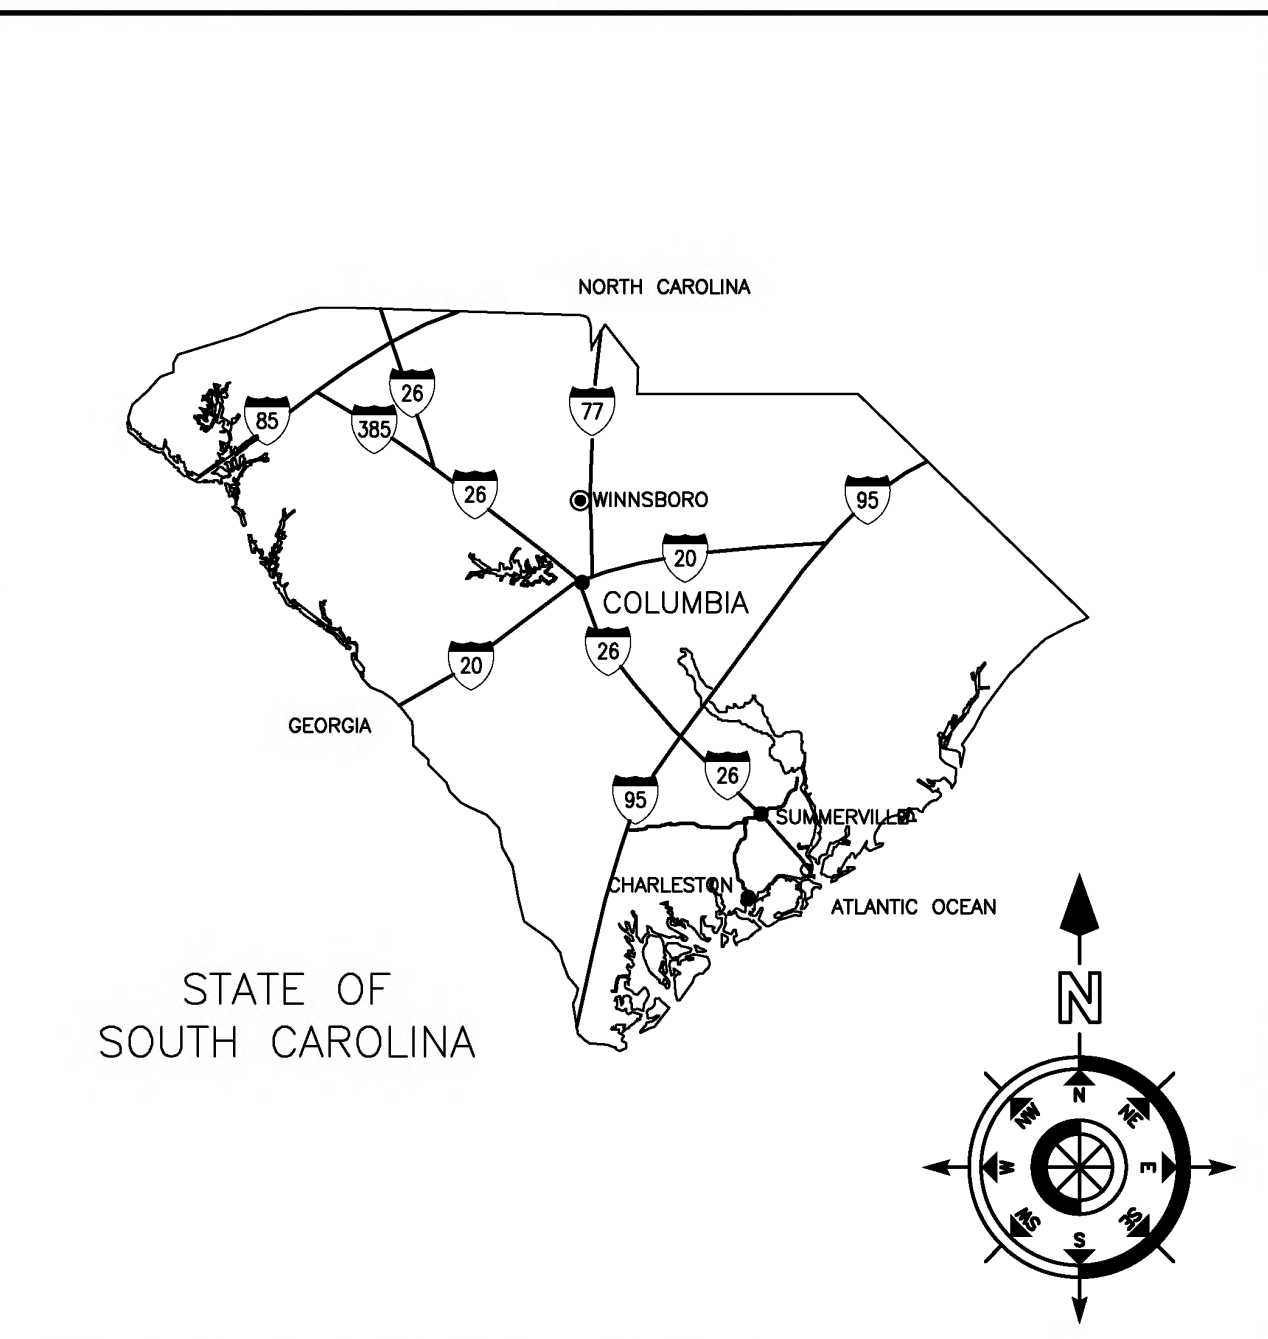 NORTH CAROLINA
26
77
85
385
26
95
WINNSBORO
20
COLUMBIA
26
20
GEORGIA
26
95
SUMMERVILLE
CHARLESTON
ATLANTIC OCEAN
STATE OF
SOUTH CAROLINA
N
N
NW
NE
W
E
SW
SE
S